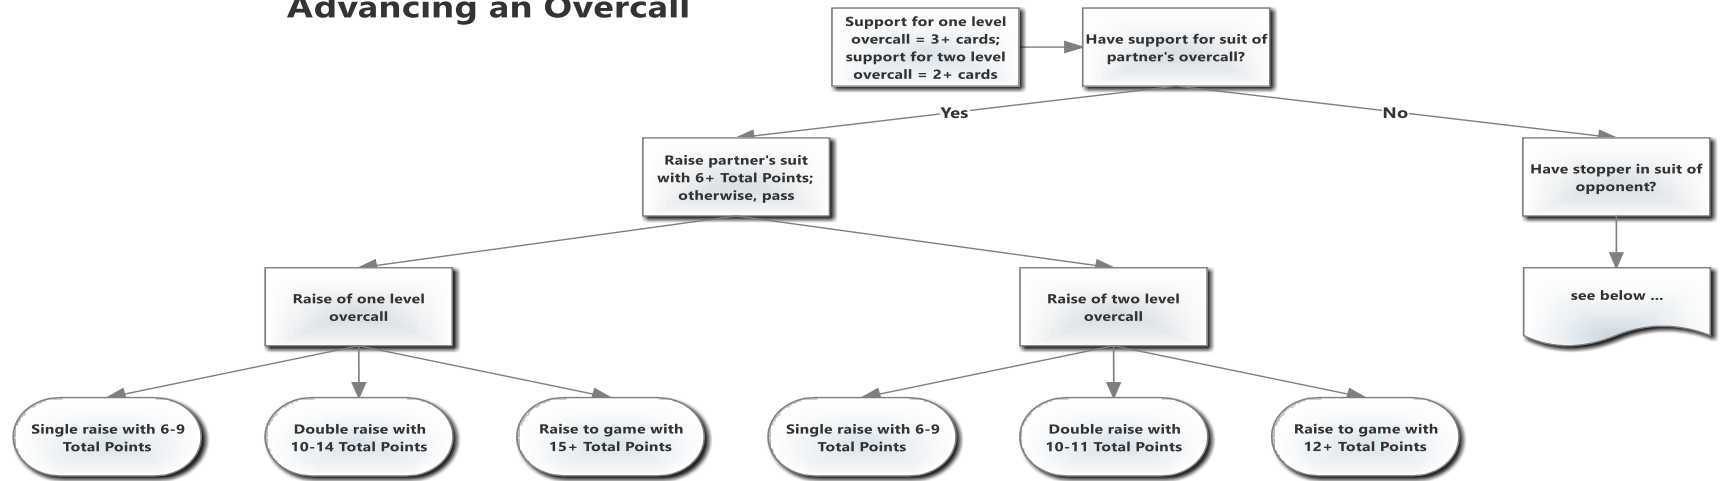 Advancing an Overcall
Support for one level
overcall = 3+ cards;
support for two level
overcall = 2+ cards
Have support for suit of
partner's overcall?
Yes
No
Raise partner's suit
with 6+ Total Points;
otherwise, pass
Have stopper in suit of
opponent?
Raise of one level
overcall
Raise of two level
overcall
see below ...
Single raise with 6-9
Total Points
Double raise with
10-14 Total Points
Raise to game with
15+ Total Points
Single raise with 6-9
Total Points
Double raise with
10-11 Total Points
Raise to game with
12+ Total Points